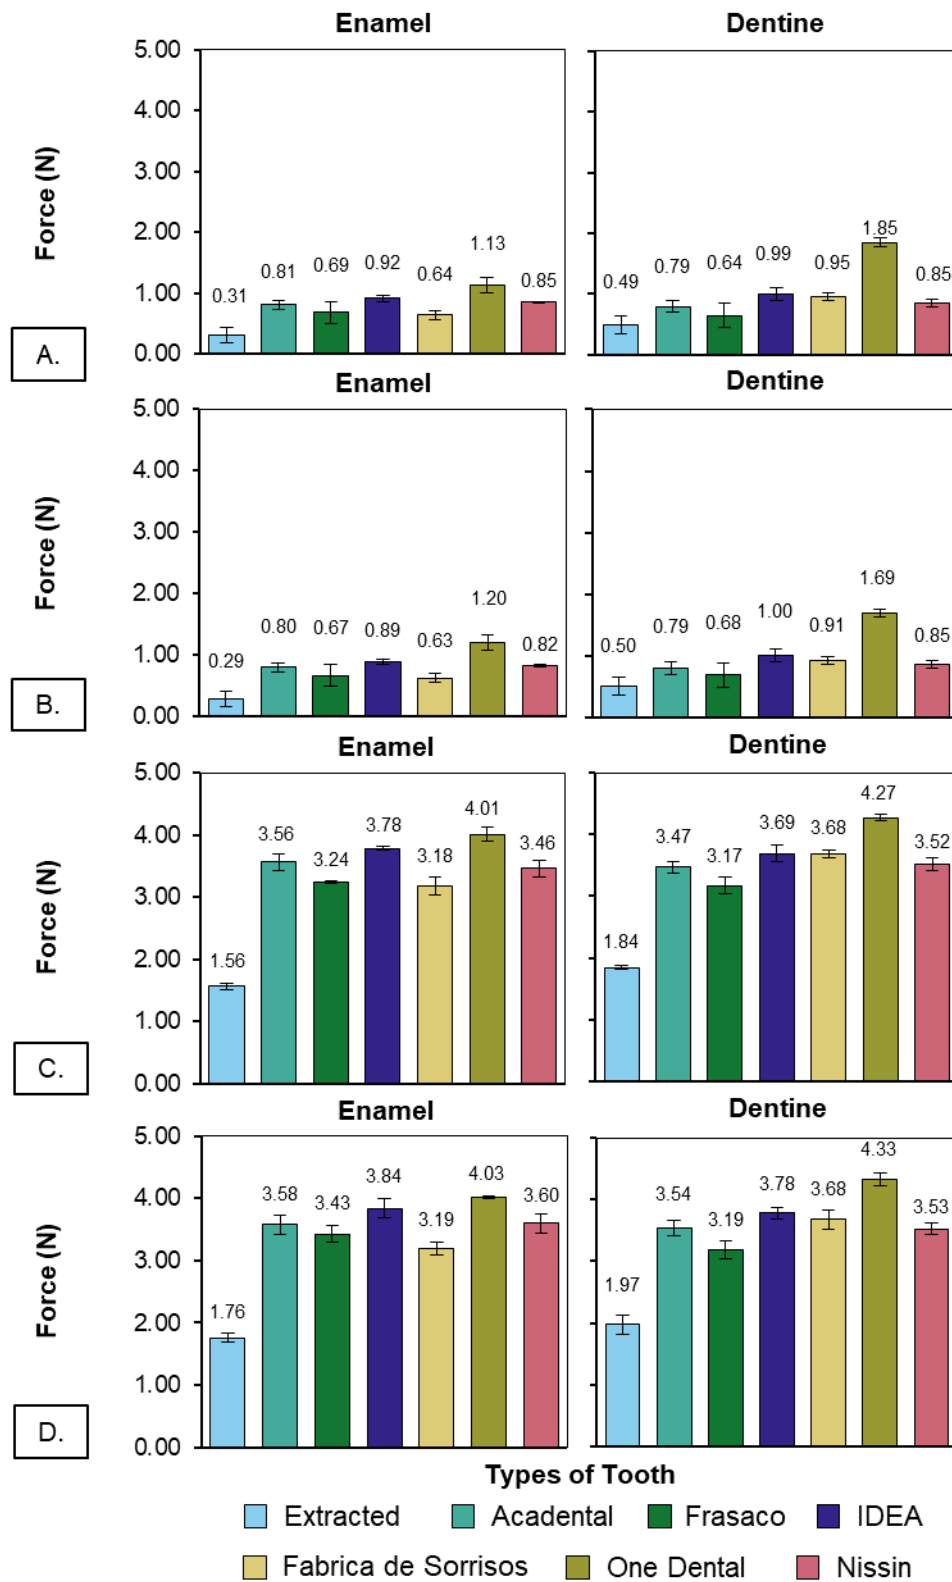 Enamel Dentine
5.00
4.00
3.00
2.00
1.00
0.00
Force (N)
A.
0.31 0.81 0.69 0.92 0.64 1.13 0.85
0.49 0.79 0.64 0.99 0.95 1.85 0.85
Enamel Dentine
5.00
4.00
3.00
2.00
1.00
0.00
Force (N)
B.
0.29 0.80 0.67 0.89 0.63 1.20 0.82
0.50 0.79 0.68 1.00 0.91 1.69 0.85
Enamel Dentine
5.00
4.00
3.00
2.00
1.00
0.00
Force (N)
C.
1.56 3.56 3.24 3.78 3.18 4.01 3.46
1.84 3.47 3.17 3.69 3.68 4.27 3.52
Enamel Dentine
5.00
4.00
3.00
2.00
1.00
0.00
Force (N)
D.
1.76 3.58 3.43 3.84 3.19 4.03 3.60
1.97 3.54 3.19 3.78 3.68 4.33 3.53
Types of Tooth
Extracted Acadental Frasaco IDEA
Fabrica de Sorrisos One Dental Nissin